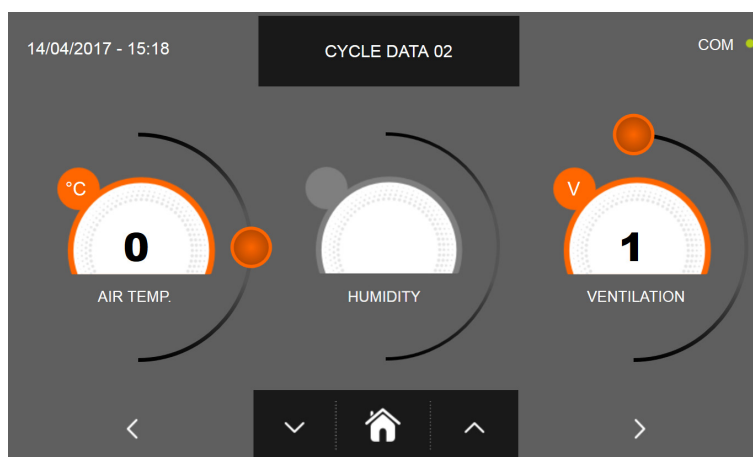 14/04/2017 - 15:18
CYCLE DATA 02
COM
°C
V
0
1
AIR TEMP.
HUMIDITY
VENTILATION